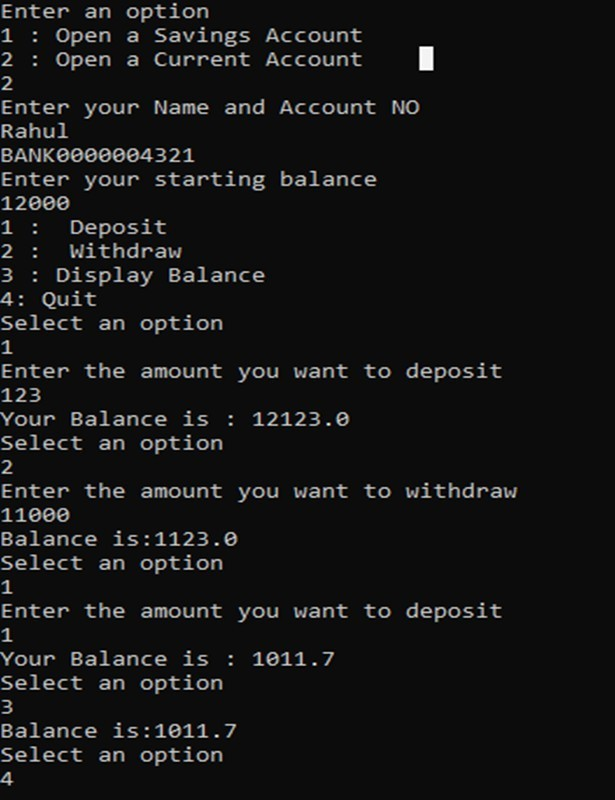 Enter an option
1 : Open a Savings Account
2 : Open a Current Account
2
Enter your Name and Account NO
Rahul
BANK0000004321
Enter your starting balance
12000
1 :  Deposit
2 :  Withdraw
3 : Display Balance
4: Quit
Select an option
1
Enter the amount you want to deposit
123
Your Balance is : 12123.0
Select an option
2
Enter the amount you want to withdraw
11000
Balance is:1123.0
Select an option
1
Enter the amount you want to deposit
1
Your Balance is : 1011.7
Select an option
3
Balance is:1011.7
Select an option
4